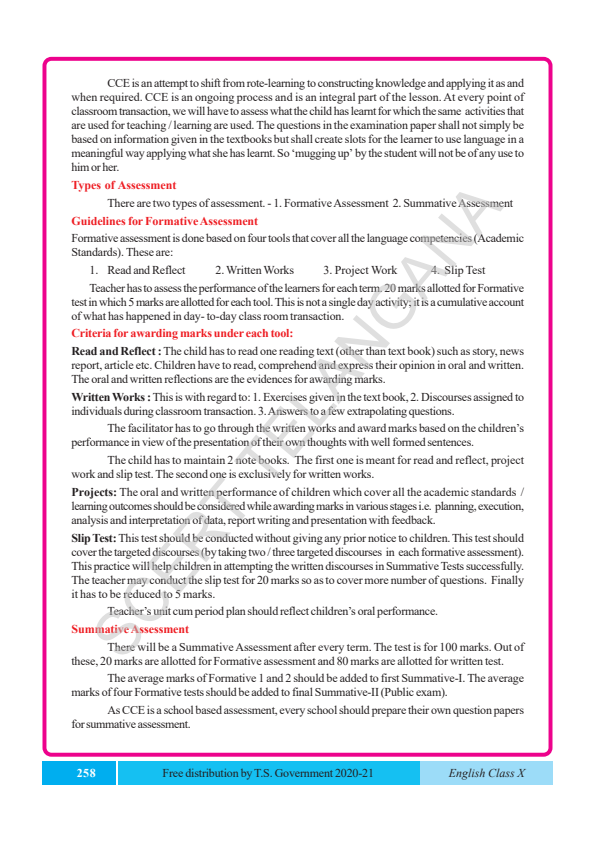 CCE is an attempt to shift from rote-learning to constructing knowledge and applying it as and
when required. CCE is an ongoing process and is an integral part of the lesson. At every point of
classroom transaction, we will have to assess what the child has learnt for which the same activities that
are used for teaching / learning are used. The questions in the examination paper shall not simply be
based on information given in the textbooks but shall create slots for the learner to use language in a
meaningful way applying what she has learnt. So ‘mugging up’ by the student will not be of any use to
him or her.
Types of Assessment
There are two types of assessment. - 1. Formative Assessment 2. Summative Assessment
Guidelines for Formative Assessment
Formative assessment is done based on four tools that cover all the language competencies (Academic
Standards). These are:
1. Read and Reflect 2. Written Works 3. Project Work 4. Slip Test
Teacher has to assess the performance of the learners for each term. 20 marks allotted for Formative
test in which 5 marks are allotted for each tool. This is not a single day activity; it is a cumulative account
of what has happened in day- to-day class room transaction.
Criteria for awarding marks under each tool:
Read and Reflect : The child has to read one reading text (other than text book) such as story, news
report, article etc. Children have to read, comprehend and express their opinion in oral and written.
The oral and written reflections are the evidences for awarding marks.
Written Works : This is with regard to: 1. Exercises given in the text book, 2. Discourses assigned to
individuals during classroom transaction. 3. Answers to a few extrapolating questions.
The facilitator has to go through the written works and award marks based on the children’s
performance in view of the presentation of their own thoughts with well formed sentences.
The child has to maintain 2 note books. The first one is meant for read and reflect, project
work and slip test. The second one is exclusively for written works.
Projects: The oral and written performance of children which cover all the academic standards /
learning outcomes should be considered while awarding marks in various stages i.e. planning, execution,
analysis and interpretation of data, report writing and presentation with feedback.
Slip Test: This test should be conducted without giving any prior notice to children. This test should
cover the targeted discourses (by taking two / three targeted discourses in each formative assessment).
This practice will help children in attempting the written discourses in Summative Tests successfully.
The teacher may conduct the slip test for 20 marks so as to cover more number of questions. Finally
it has to be reduced to 5 marks.
Teacher’s unit cum period plan should reflect children’s oral performance.
Summative Assessment
There will be a Summative Assessment after every term. The test is for 100 marks. Out of
these, 20 marks are allotted for Formative assessment and 80 marks are allotted for written test.
The average marks of Formative 1 and 2 should be added to first Summative-I. The average
marks of four Formative tests should be added to final Summative-II (Public exam).
As CCE is a school based assessment, every school should prepare their own question papers
for summative assessment.
SCERT TELANGANA
258 Free distribution by T.S. Government 2020-21 English Class X